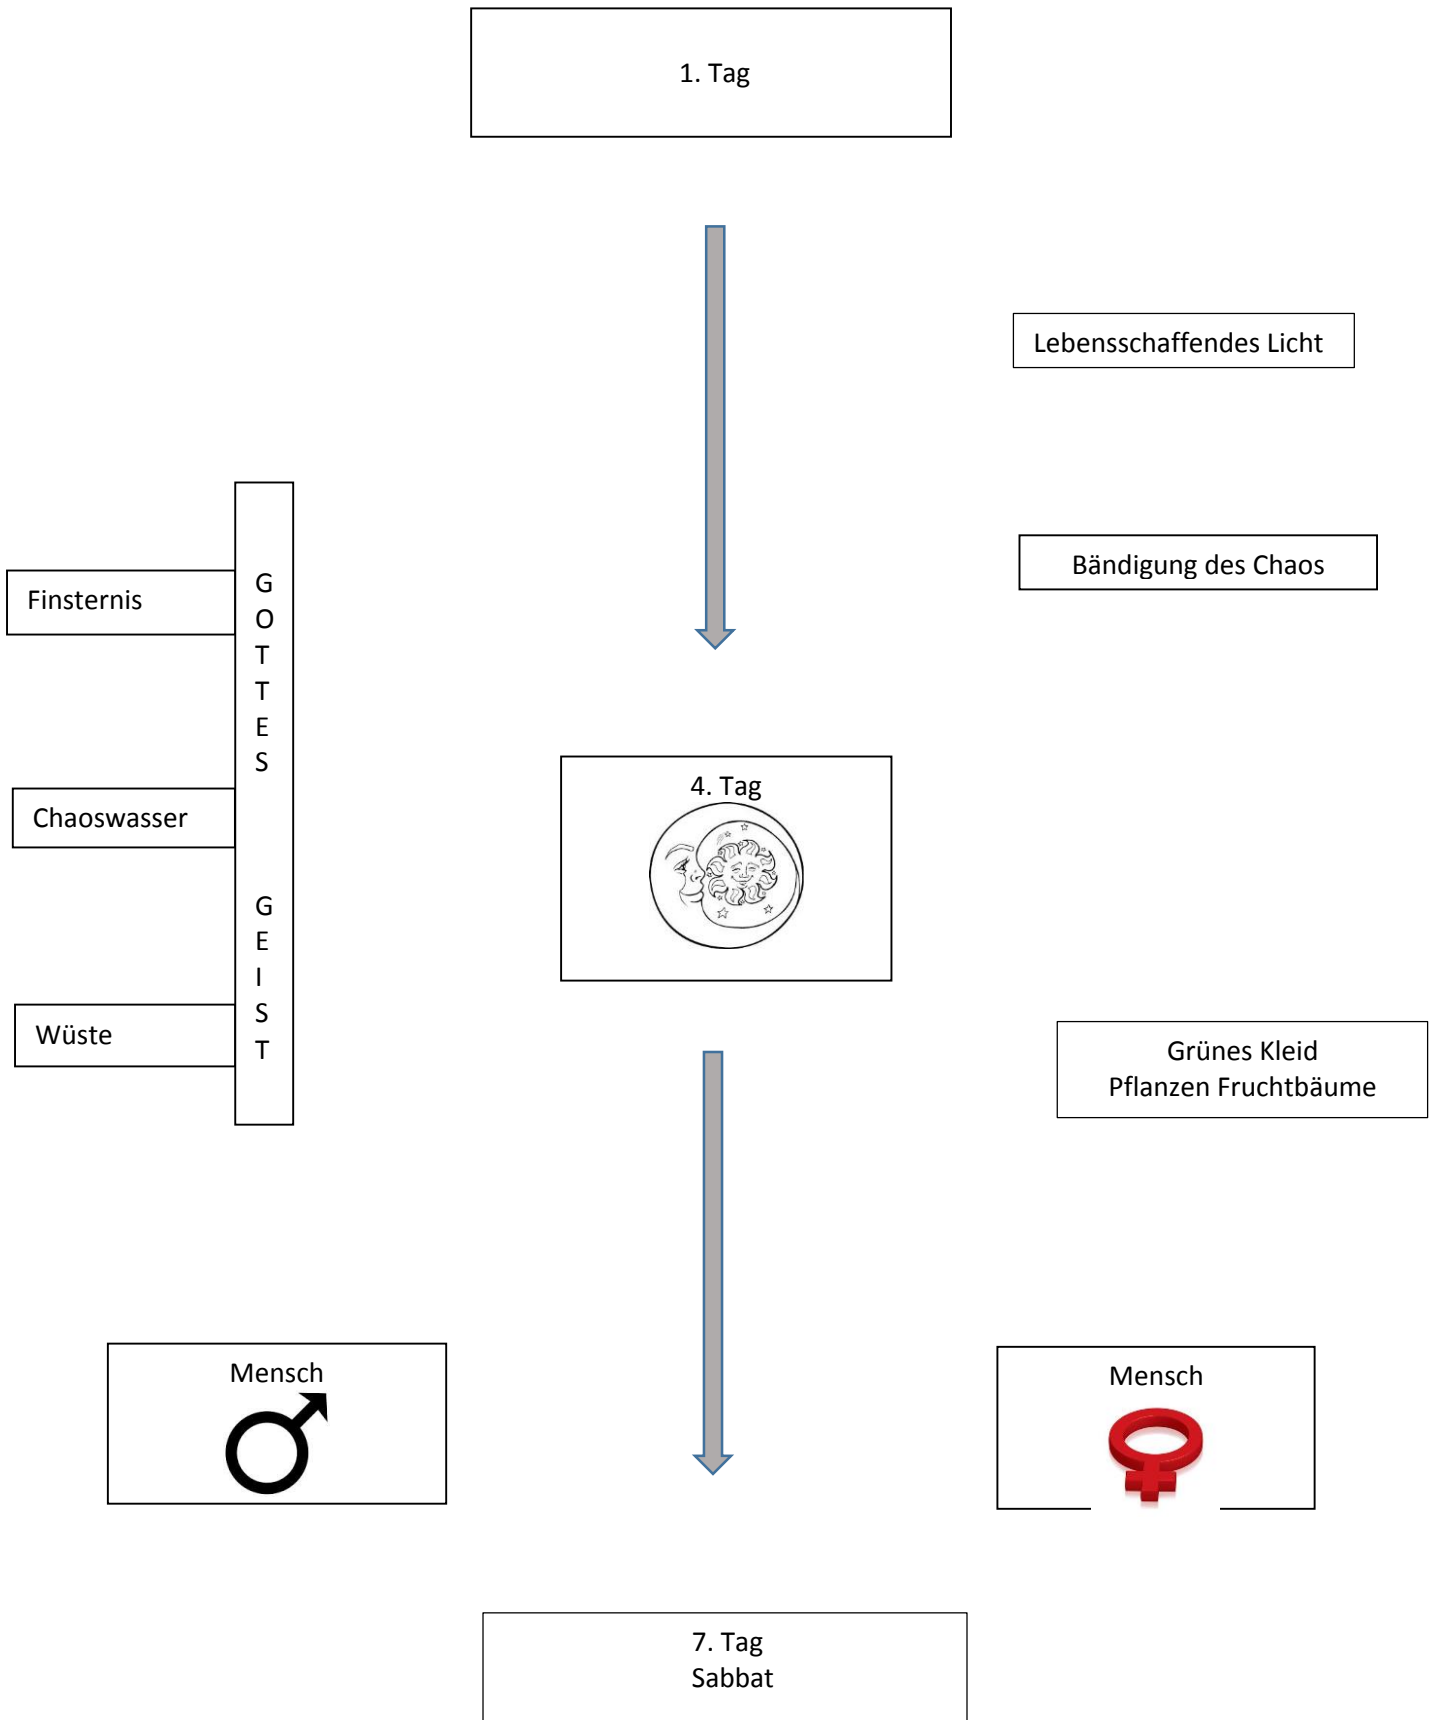 1. Tag
Lebensschaffendes Licht
Bändigung des Chaos
Finsternis
G
O
T
T
E
S
G
E
I
S
T
4. Tag
Chaoswasser
Wüste
Grünes Kleid
Pflanzen Fruchtbäume
Mensch
Mensch
7. Tag
Sabbat